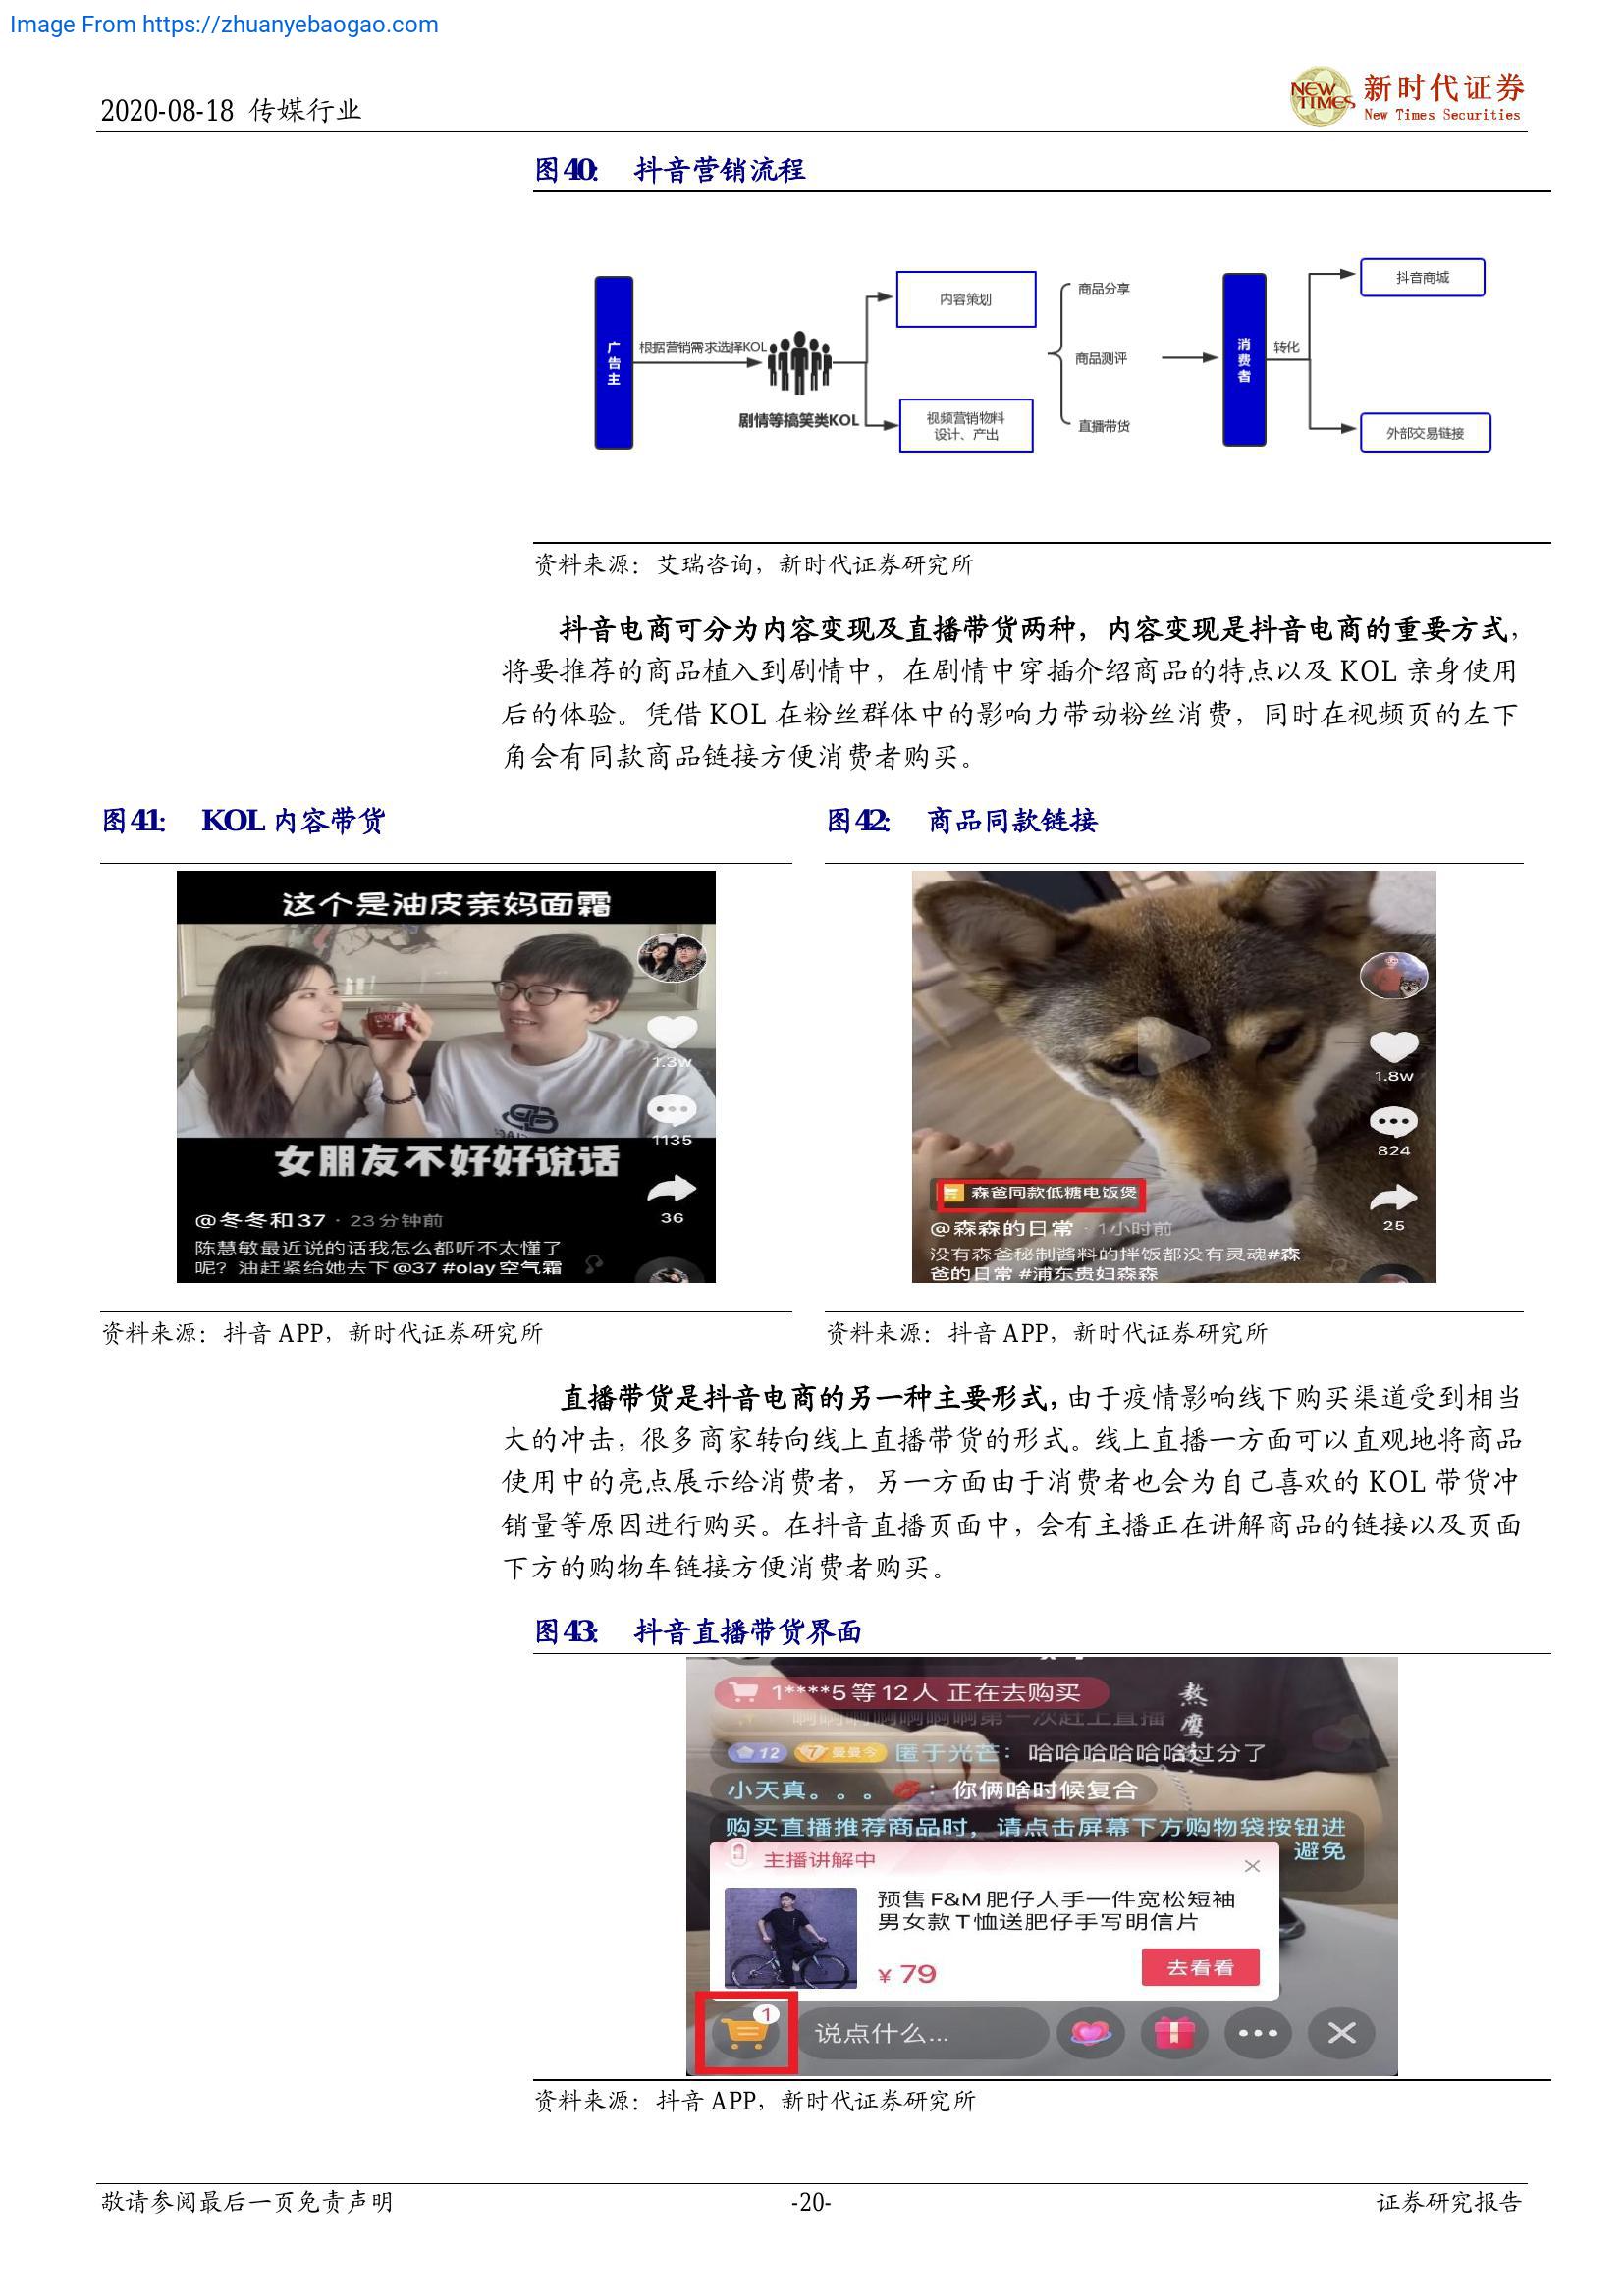 Image From https://zhuanyebaogao.com
2020-08-18 传媒行业
NEW TIMES
新时代证券
New Times Securities
图40: 抖音营销流程
广告主
根据营销需求选择KOL
剧情等搞笑类KOL
内容策划
视频营销物料
设计、产出
商品分享
商品测评
直播带货
消费者
转化
抖音商城
外部交易链接
资料来源：艾瑞咨询，新时代证券研究所
抖音电商可分为内容变现及直播带货两种，内容变现是抖音电商的重要方式，
将要推荐的商品植入到剧情中，在剧情中穿插介绍商品的特点以及 KOL 亲身使用
后的体验。凭借 KOL 在粉丝群体中的影响力带动粉丝消费，同时在视频页的左下
角会有同款商品链接方便消费者购买。
图41: KOL 内容带货
这个是油皮亲妈面霜
1.3w
1135
女朋友不好好说话
36
@冬冬和37 · 23分钟前
陈慧敏最近说的话我怎么都听不太懂了
呢？油赶紧给她去下@37 #olay空气霜
资料来源：抖音 APP，新时代证券研究所
图42: 商品同款链接
1.8w
824
森爸同款低糖电饭煲
25
@森森的日常 · 1小时前
没有森爸秘制酱料的拌饭都没有灵魂#森
爸的日常 #浦东贵妇森森
资料来源：抖音 APP，新时代证券研究所
直播带货是抖音电商的另一种主要形式，由于疫情影响线下购买渠道受到相当
大的冲击，很多商家转向线上直播带货的形式。线上直播一方面可以直观地将商品
使用中的亮点展示给消费者，另一方面由于消费者也会为自己喜欢的 KOL 带货冲
销量等原因进行购买。在抖音直播页面中，会有主播正在讲解商品的链接以及页面
下方的购物车链接方便消费者购买。
图43: 抖音直播带货界面
1****5等12人 正在去购买
啊啊啊啊啊啊啊第一次赶上直播
12 7 曼曼今 匿于光芒：哈哈哈哈哈哈过分了
小天真。。。 ：你俩啥时候复合
购买直播推荐商品时，请点击屏幕下方购物袋按钮进
避免
主播讲解中
预售F&M肥仔人手一件宽松短袖
男女款T恤送肥仔手写明信片
¥ 79
去看看
1
说点什么...
资料来源：抖音 APP，新时代证券研究所
敬请参阅最后一页免责声明
-20-
证券研究报告